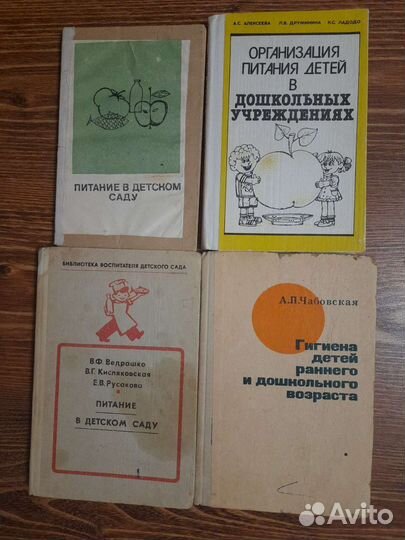 ПИТАНИЕ В ДЕТСКОМ
САДУ
А.С. АЛЕКСЕЕВА Л.В. ДРУЖИНИНА К.С. ЛАДОДО
ОРГАНИЗАЦИЯ
ПИТАНИЯ ДЕТЕЙ
В
ДОШКОЛЬНЫХ
УЧРЕЖДЕНИЯХ
БИБЛИОТЕКА ВОСПИТАТЕЛЯ ДЕТСКОГО САДА
В.Ф. Ведрашко
В.Г. Кисляковская
Е.В. Русакова
ПИТАНИЕ
В ДЕТСКОМ САДУ
А.П.Чабовская
Гигиена
детей
раннего
и дошкольного
возраста
Avito